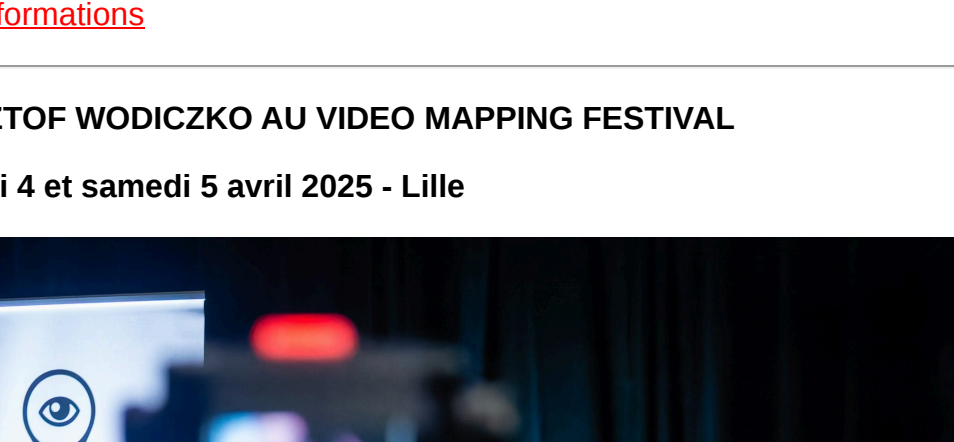 formations
ZTOF WODICZKO AU VIDEO MAPPING FESTIVAL
i 4 et samedi 5 avril 2025 - Lille